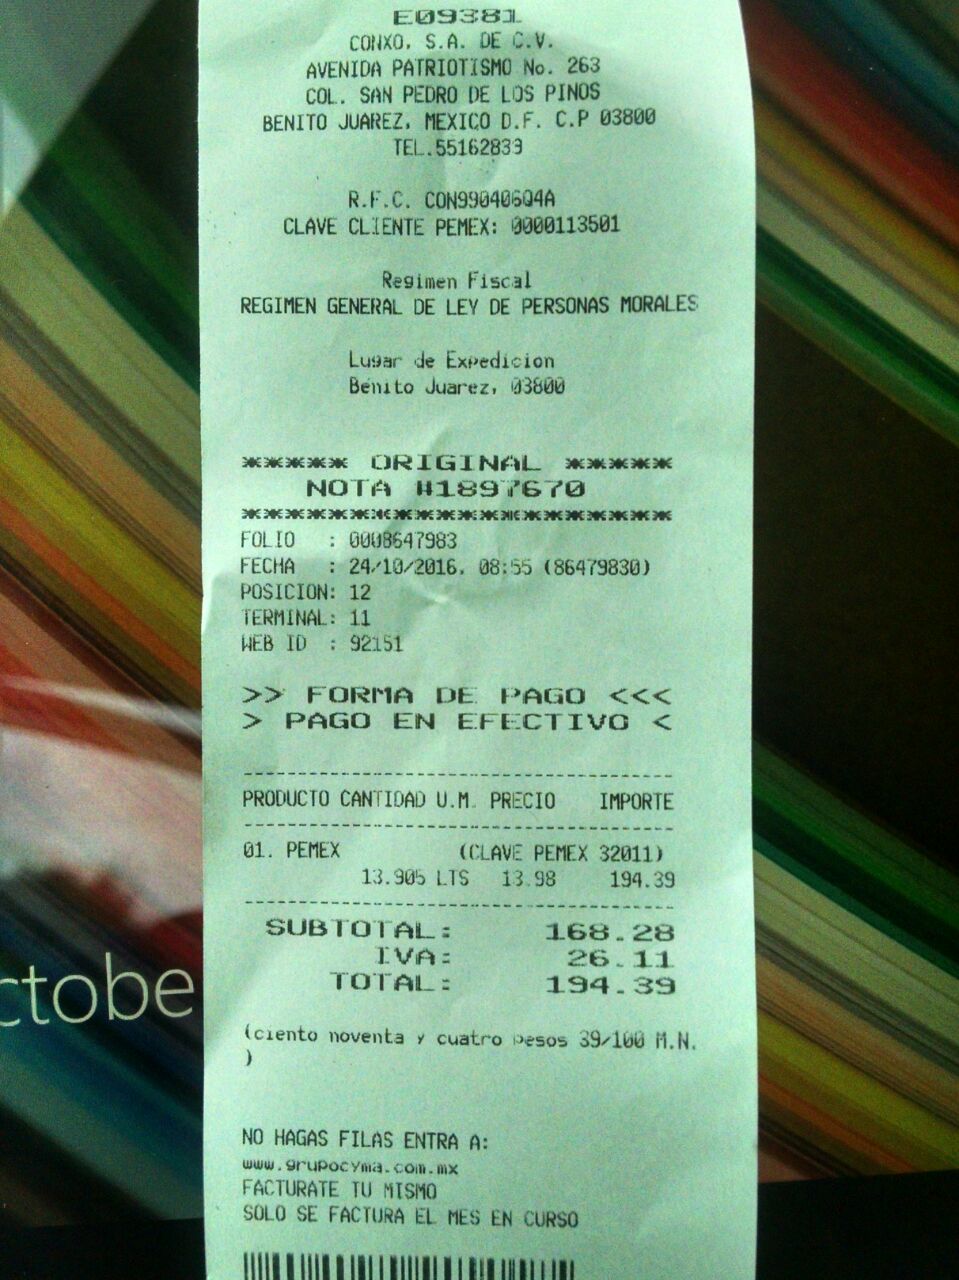 E09381
CONXO, S.A. DE C.V.
AVENIDA PATRIOTISMO No. 263
COL. SAN PEDRO DE LOS PINOS
BENITO JUAREZ, MEXICO D.F. C.P 03800
TEL.55162833
R.F.C. CON990406Q4A
CLAVE CLIENTE PEMEX: 0000113501
Regimen Fiscal
REGIMEN GENERAL DE LEY DE PERSONAS MORALES
Lugar de Expedicion
Benito Juarez, 03800
***** ORIGINAL *****
NOTA #1897670
********************
FOLIO : 0008647983
FECHA : 24/10/2016. 08:55 (86479830)
POSICION: 12
TERMINAL: 11
WEB ID : 92151
>> FORMA DE PAGO <<<
> PAGO EN EFECTIVO <
----------------------------------------
PRODUCTO CANTIDAD U.M. PRECIO IMPORTE
----------------------------------------
01. PEMEX (CLAVE PEMEX 32011)
13.905 LTS 13.98 194.39
----------------------------------------
SUBTOTAL: 168.28
IVA: 26.11
TOTAL: 194.39
ctobe
(ciento noventa y cuatro pesos 39/100 M.N.
)
NO HAGAS FILAS ENTRA A:
www.grupocyma.com.mx
FACTURATE TU MISMO
SOLO SE FACTURA EL MES EN CURSO